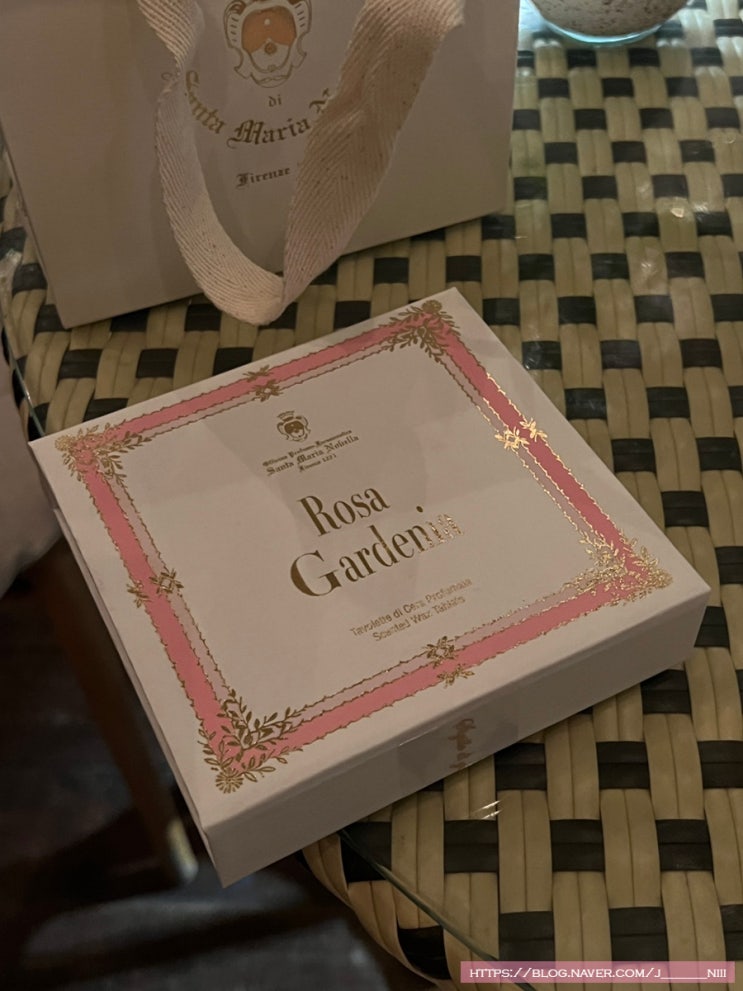 di
Santa Maria N
Firenze
Officina Profumo-Farmaceutica
Santa Maria Novella
Firenze 1221
Rosa
Gardenia
Tavolette di Cera Profumata
Scented Wax Tablets
HTTPS://BLOG.NAVER.COM/J______NIII